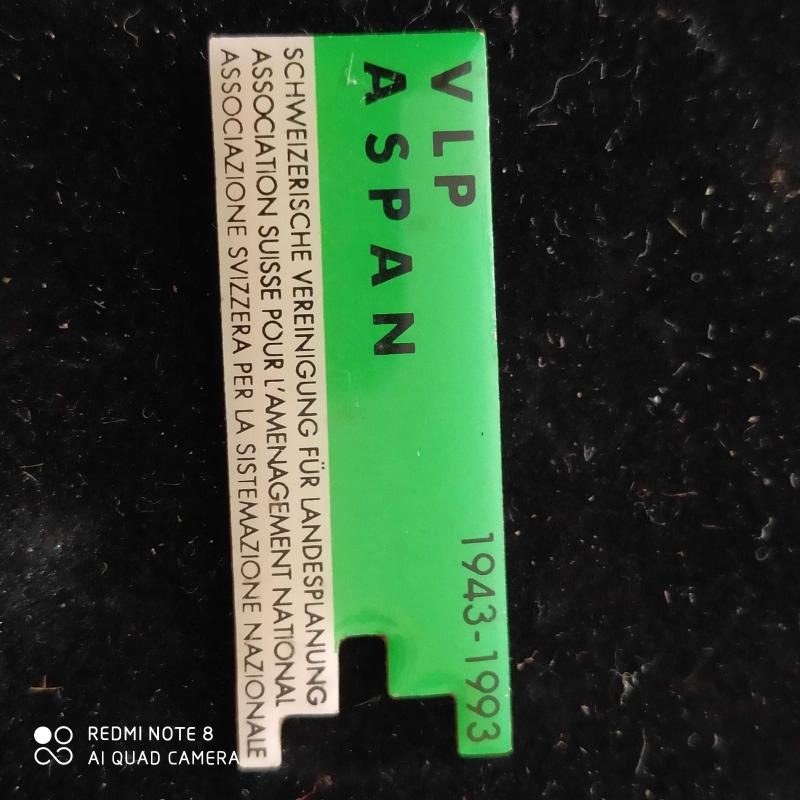 VLP
ASPAN
1943-1993
SCHWEIZERISCHE VEREINIGUNG FÜR LANDESPLANUNG
ASSOCIATION SUISSE POUR L'AMENAGEMENT NATIONAL
ASSOCIAZIONE SVIZZERA PER LA SISTEMAZIONE NAZIONALE
REDMI NOTE 8
AI QUAD CAMERA